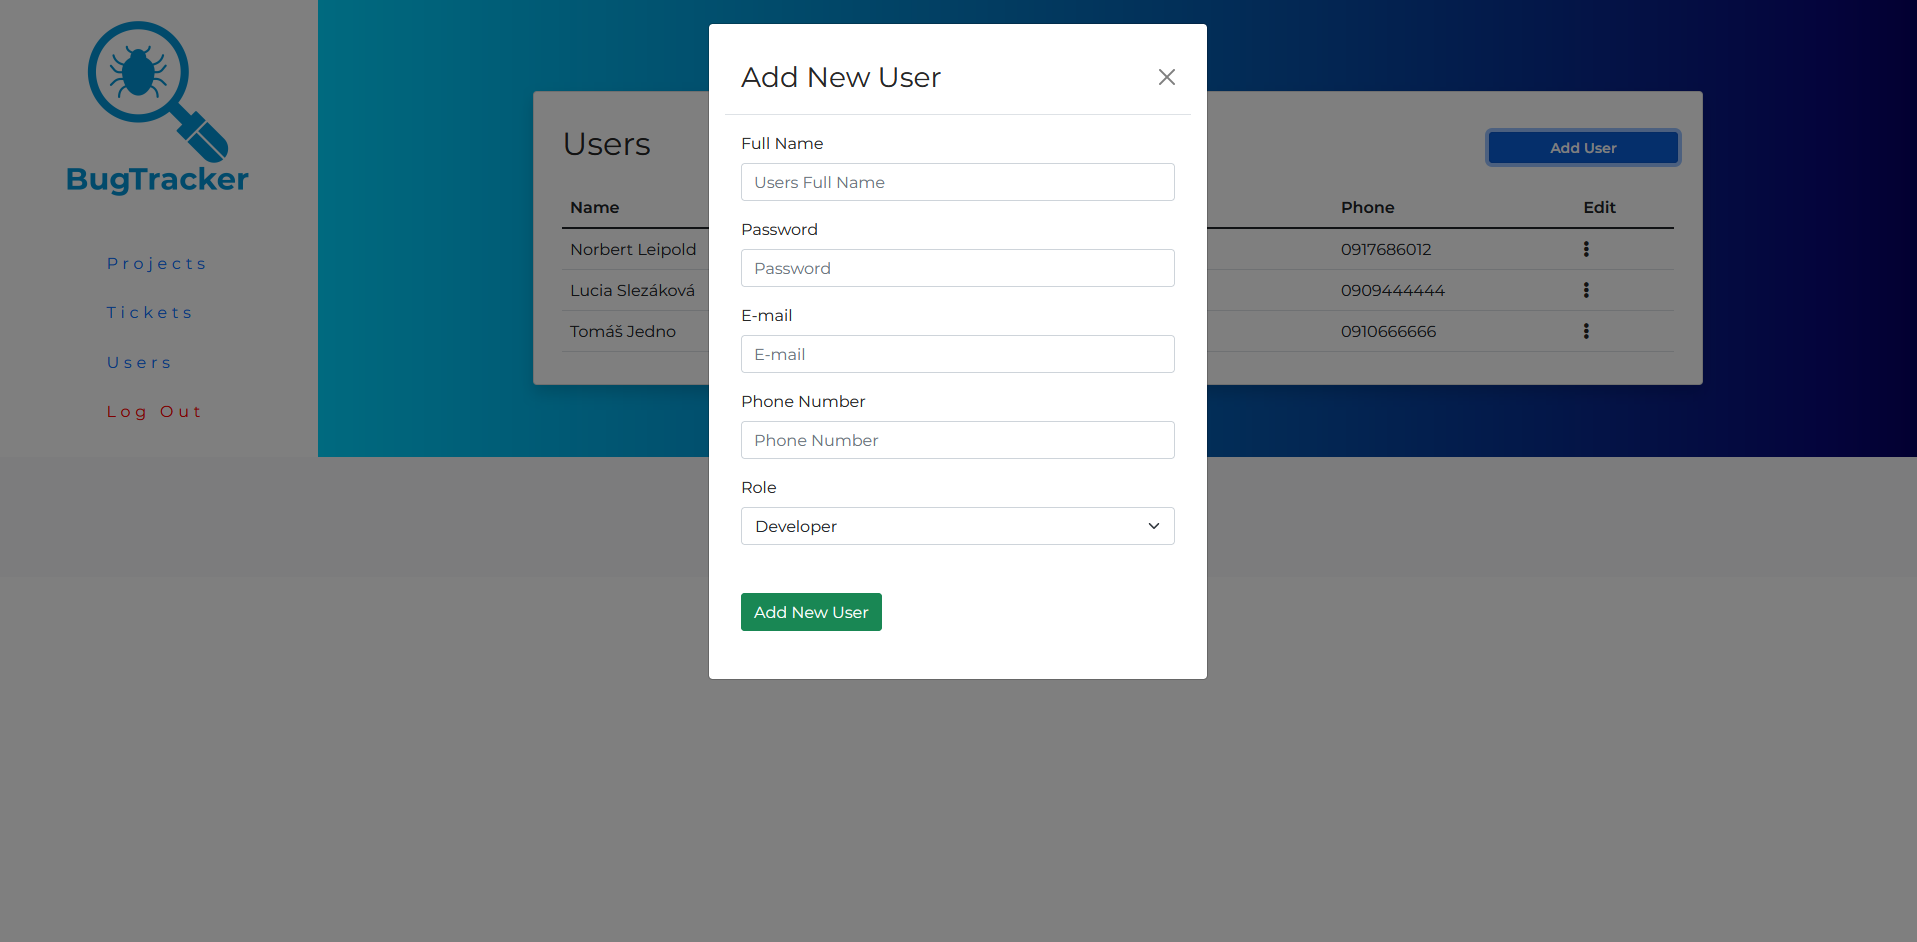 BugTracker
Projects
Tickets
Users
Log Out
Users
Add User
Name Phone Edit
Norbert Leipold 0917686012
Lucia Slezáková 0909444444
Tomáš Jedno 0910666666
Add New User
Full Name
Users Full Name
Password
Password
E-mail
E-mail
Phone Number
Phone Number
Role
Developer
Add New User